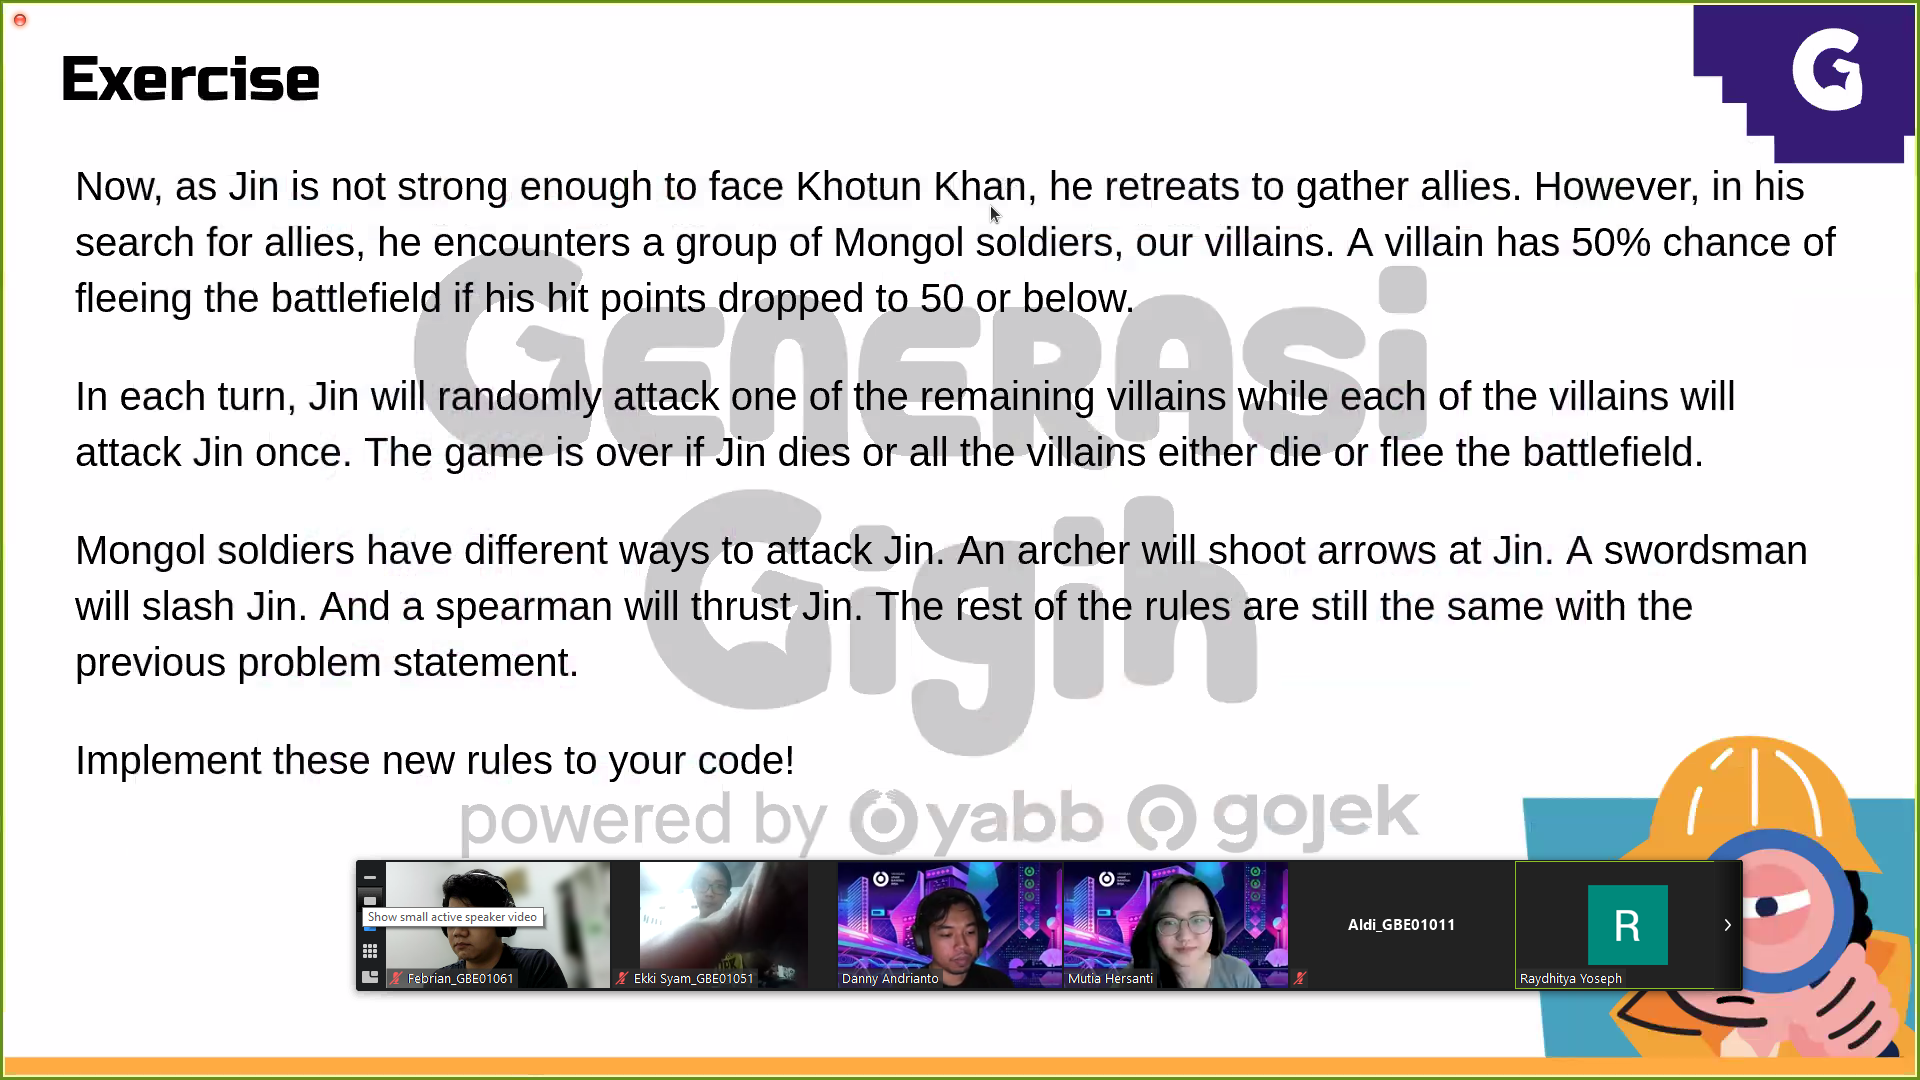 Exercise
G
Now, as Jin is not strong enough to face Khotun Khan, he retreats to gather allies. However, in his
search for allies, he encounters a group of Mongol soldiers, our villains. A villain has 50% chance of
fleeing the battlefield if his hit points dropped to 50 or below.
In each turn, Jin will randomly attack one of the remaining villains while each of the villains will
attack Jin once. The game is over if Jin dies or all the villains either die or flee the battlefield.
Mongol soldiers have different ways to attack Jin. An archer will shoot arrows at Jin. A swordsman
will slash Jin. And a spearman will thrust Jin. The rest of the rules are still the same with the
previous problem statement.
Implement these new rules to your code!
GENERASI
Gigih
powered by yabb gojek
Show small active speaker video
Aldi_GBE01011
R
Febrian_GBE01061
Ekki Syam_GBE01051
Danny Andrianto
Mutia Hersanti
Raydhitya Yoseph